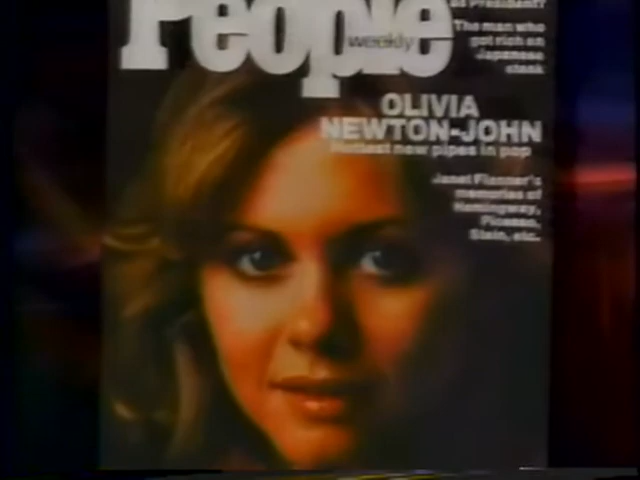 People
weekly
as President?
The man who
got rich on
Japanese
steak
OLIVIA
NEWTON-JOHN
Hottest new pipes in pop
Janet Flanner's
memories of
Hemingway,
Picasso,
Stein, etc.